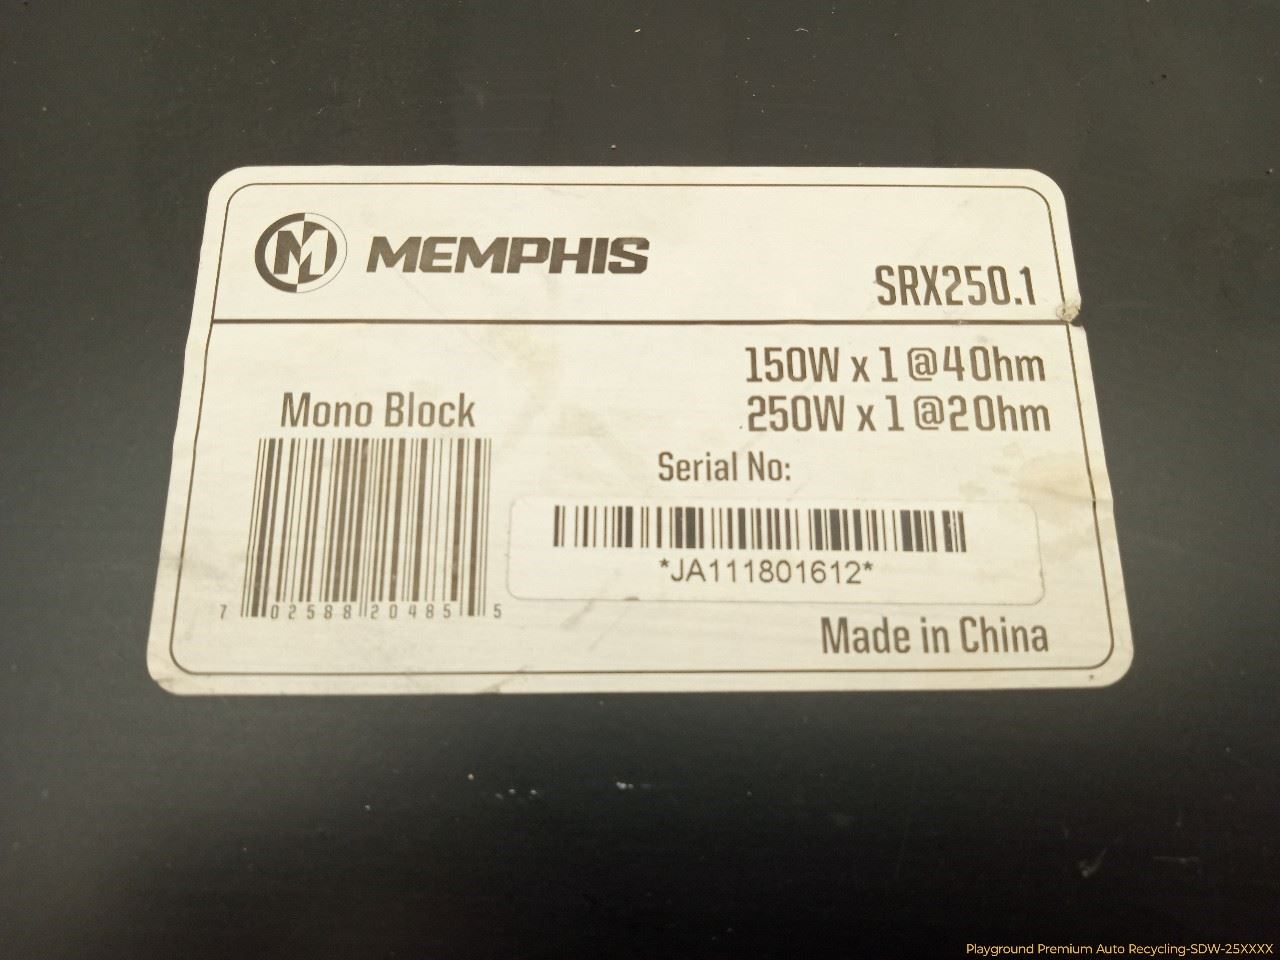 M MEMPHIS
SRX250.1
150W x 1 @4Ohm
250W x 1 @2Ohm
Mono Block
Serial No:
*JA111801612*
7 02588 20485 5
Made in China
Playground Premium Auto Recycling-SDW-25XXXX